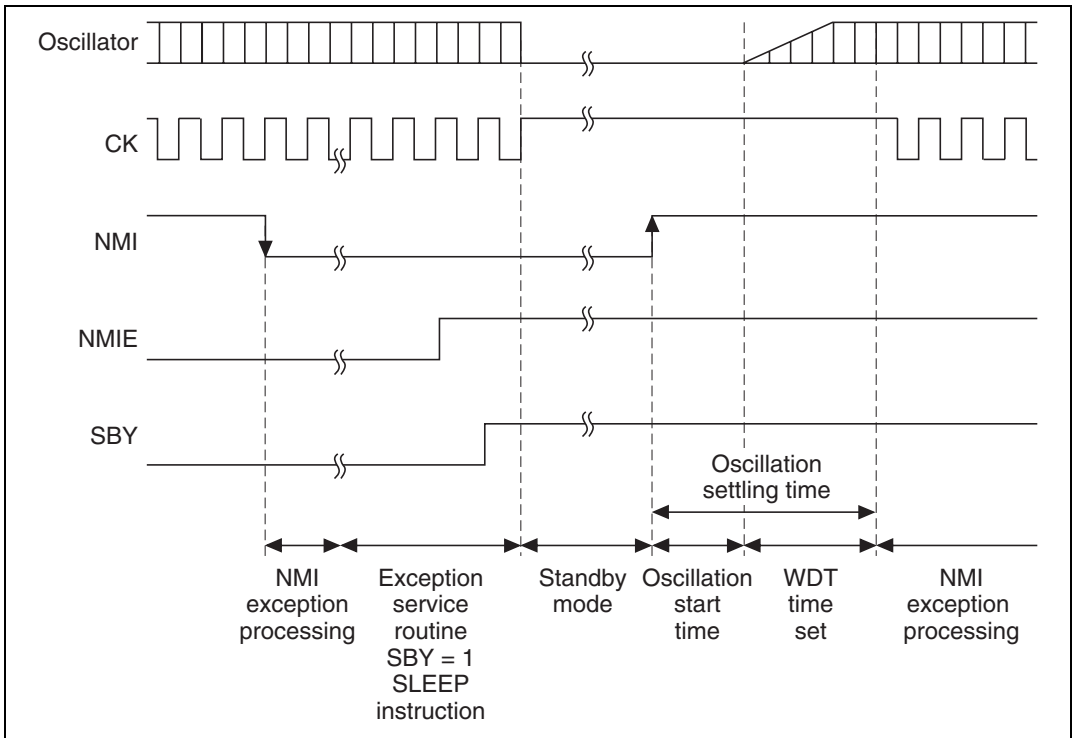 Oscillator
CK
NMI
NMIE
SBY
Oscillation
settling time
NMI
exception
processing
Exception
service
routine
SBY = 1
SLEEP
instruction
Standby
mode
Oscillation
start
time
WDT
time
set
NMI
exception
processing